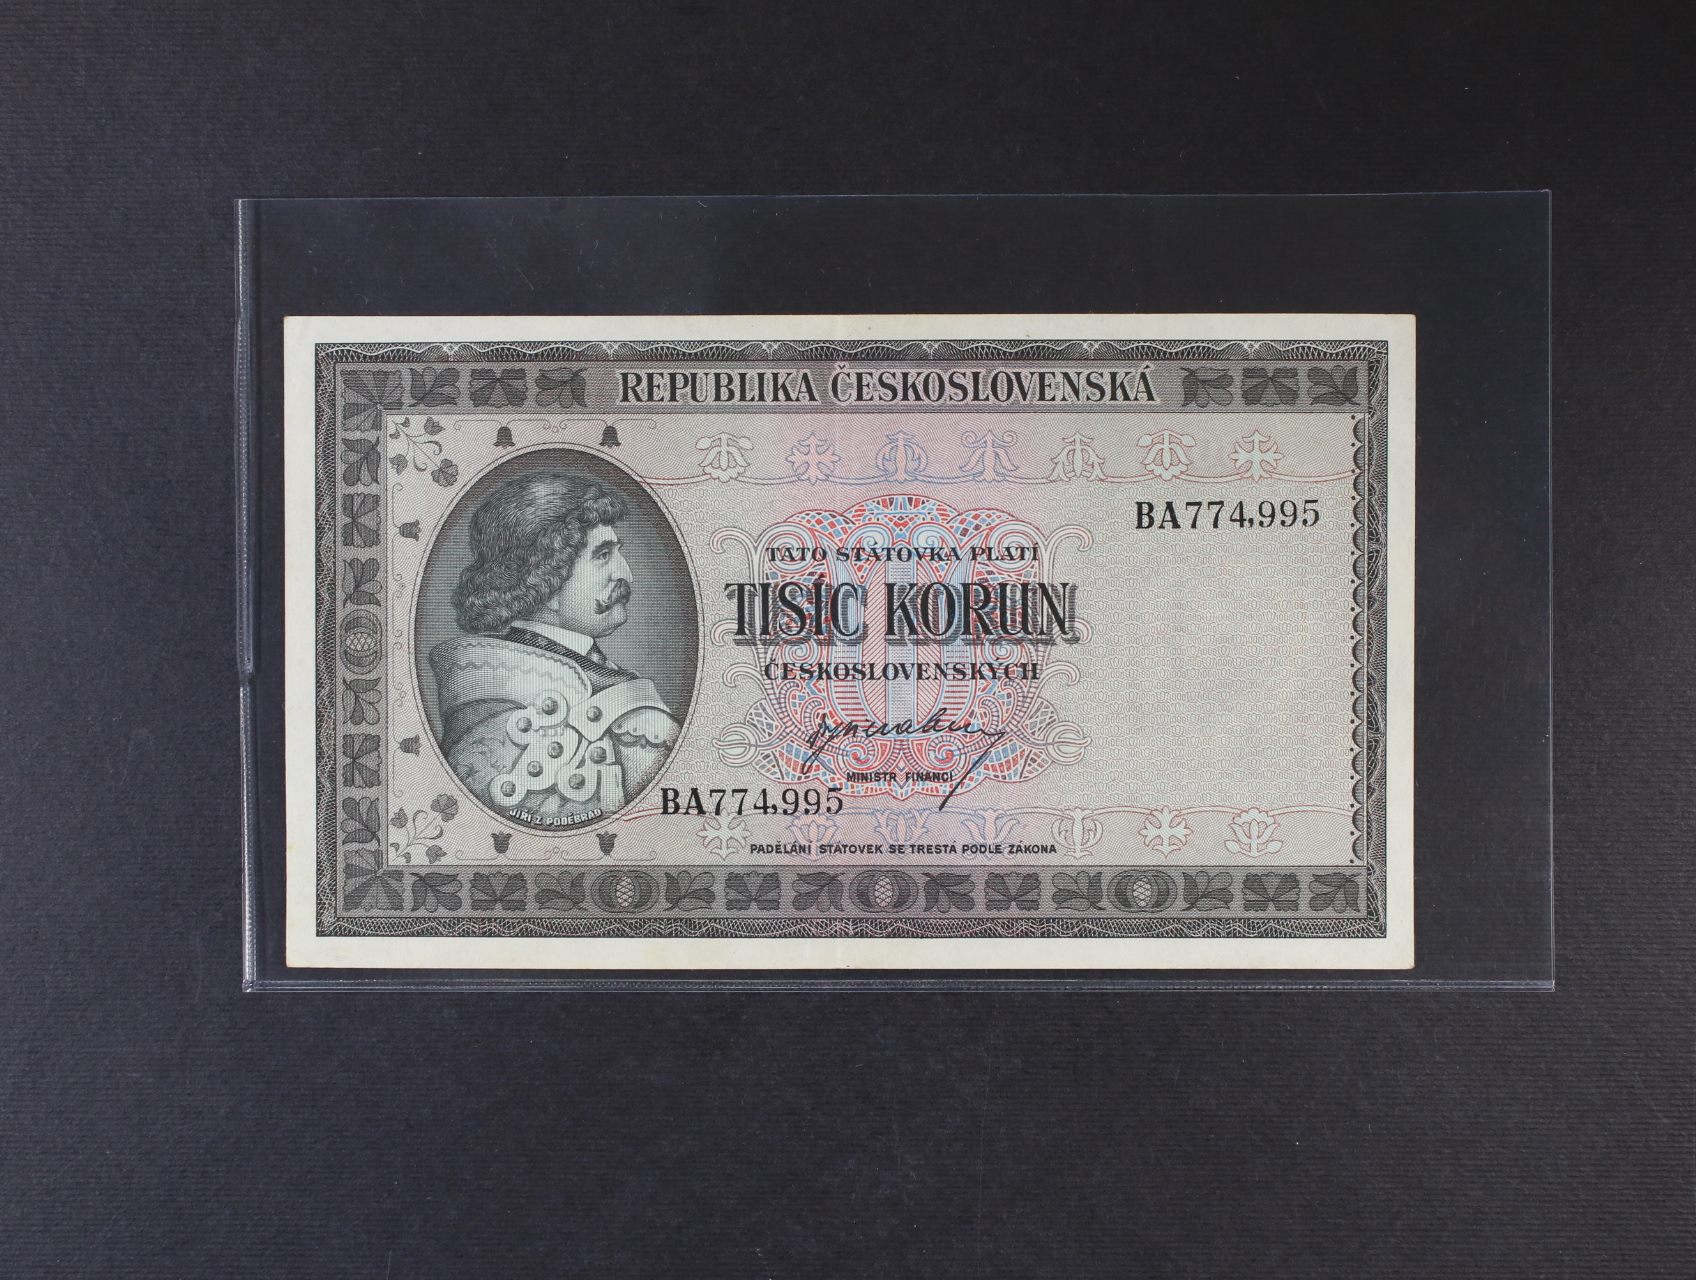 REPUBLIKA ČESKOSLOVENSKÁ
BA774,995
TATO STÁTOVKA PLATÍ
TISÍC KORUN
ČESKOSLOVENSKÝCH
MINISTR FINANCÍ
BA774,995
JIŘÍ Z PODĚBRAD
PADĚLÁNÍ STÁTOVEK SE TRESTÁ PODLE ZÁKONA